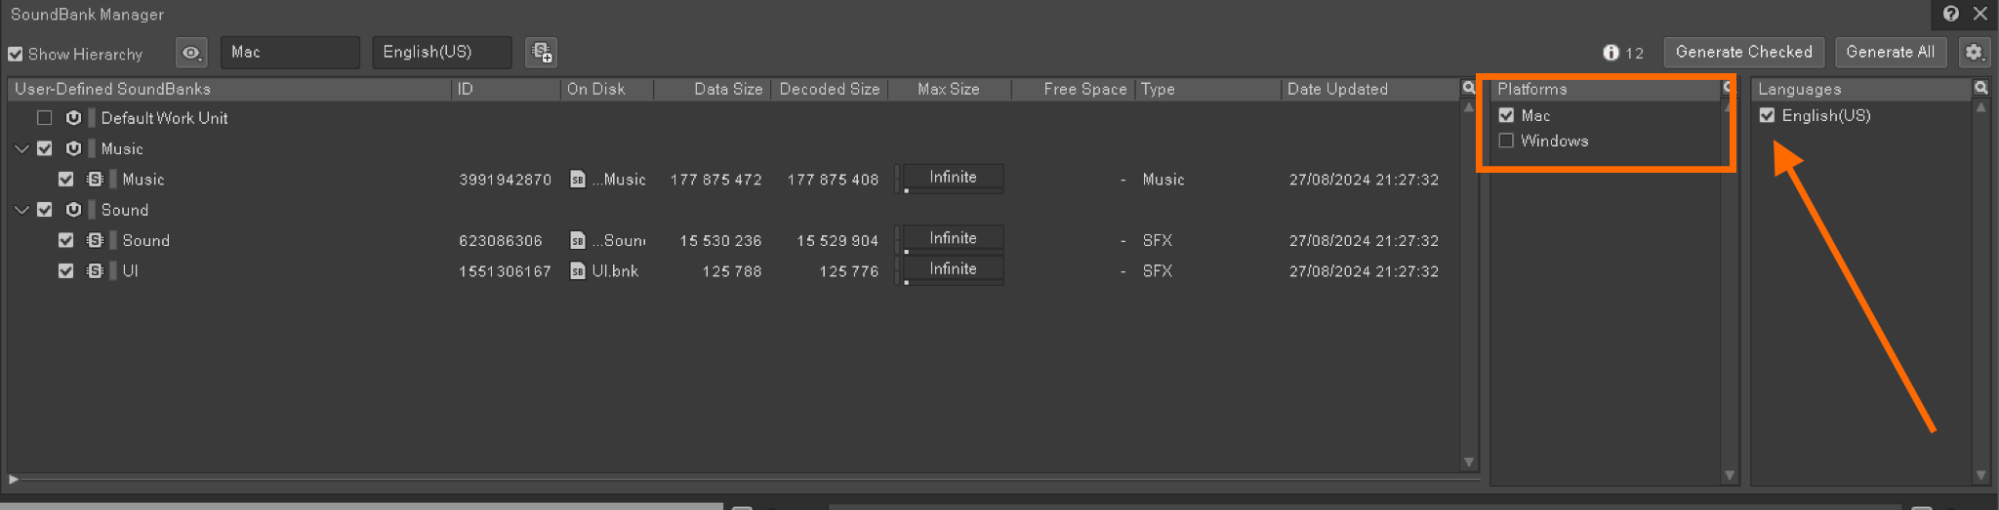 SoundBank Manager
Show Hierarchy Mac English(US) 12 Generate Checked Generate All
User-Defined SoundBanks ID On Disk Data Size Decoded Size Max Size Free Space Type Date Updated Platforms Languages
Default Work Unit Mac English(US)
Windows
Music
Music 3991942870 ...Music 177 875 472 177 875 408 Infinite - Music 27/08/2024 21:27:32
Sound
Sound 623086306 ...Soun 15 530 236 15 529 904 Infinite - SFX 27/08/2024 21:27:32
UI 1551306167 UI.bnk 125 788 125 776 Infinite - SFX 27/08/2024 21:27:32